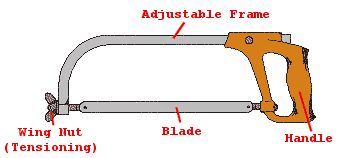 Adjustable Frame
Wing Nut
(Tensioning)
Blade
Handle